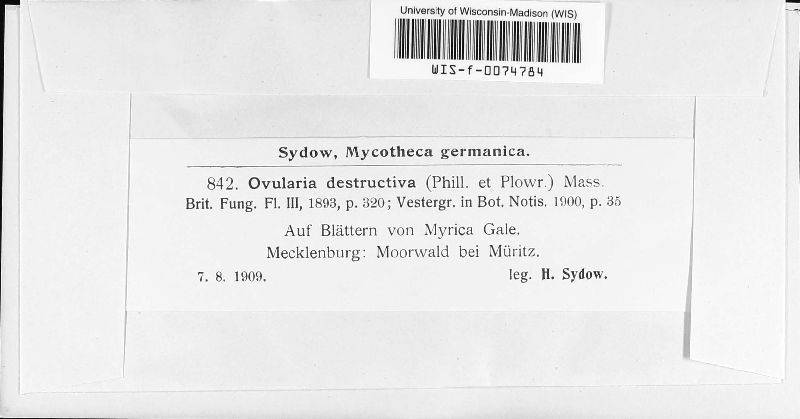 University of Wisconsin-Madison (WIS)
WIS-f-0074784
Sydow, Mycotheca germanica.
842. Ovularia destructiva (Phill. et Plowr.) Mass.
Brit. Fung. Fl. III, 1893, p. 320; Vestergr. in Bot. Notis. 1900, p. 35
Auf Blättern von Myrica Gale.
Mecklenburg: Moorwald bei Müritz.
7. 8. 1909. leg. H. Sydow.